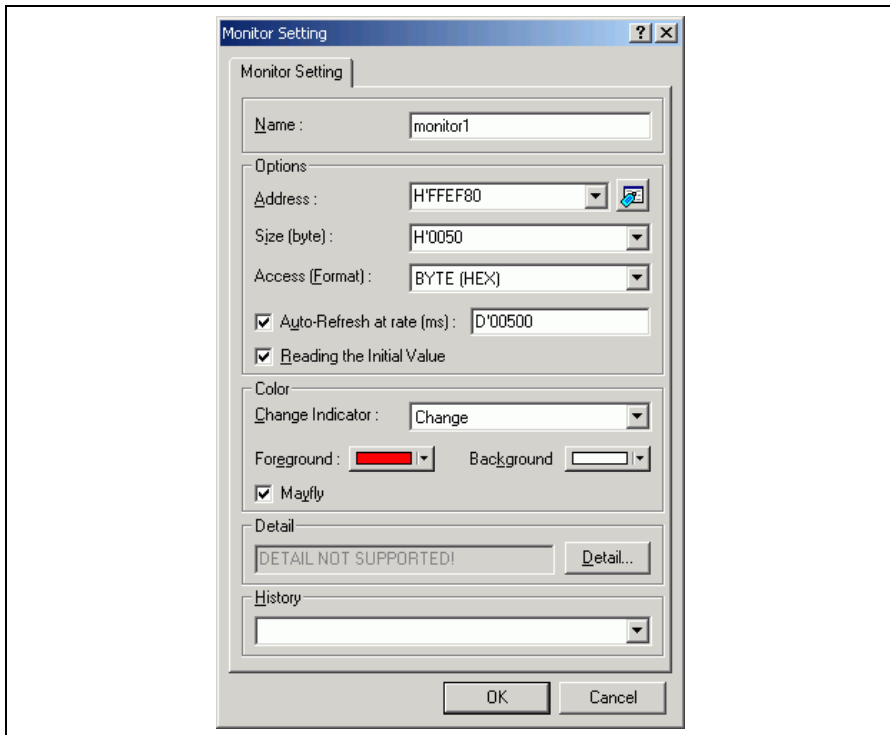 Monitor Setting
Monitor Setting
Name : monitor1
Options
Address : H'FFEF80
Size (byte) : H'0050
Access (Format) : BYTE (HEX)
Auto-Refresh at rate (ms) : D'00500
Reading the Initial Value
Color
Change Indicator : Change
Foreground : Background
Mayfly
Detail
DETAIL NOT SUPPORTED! Detail...
History
OK Cancel